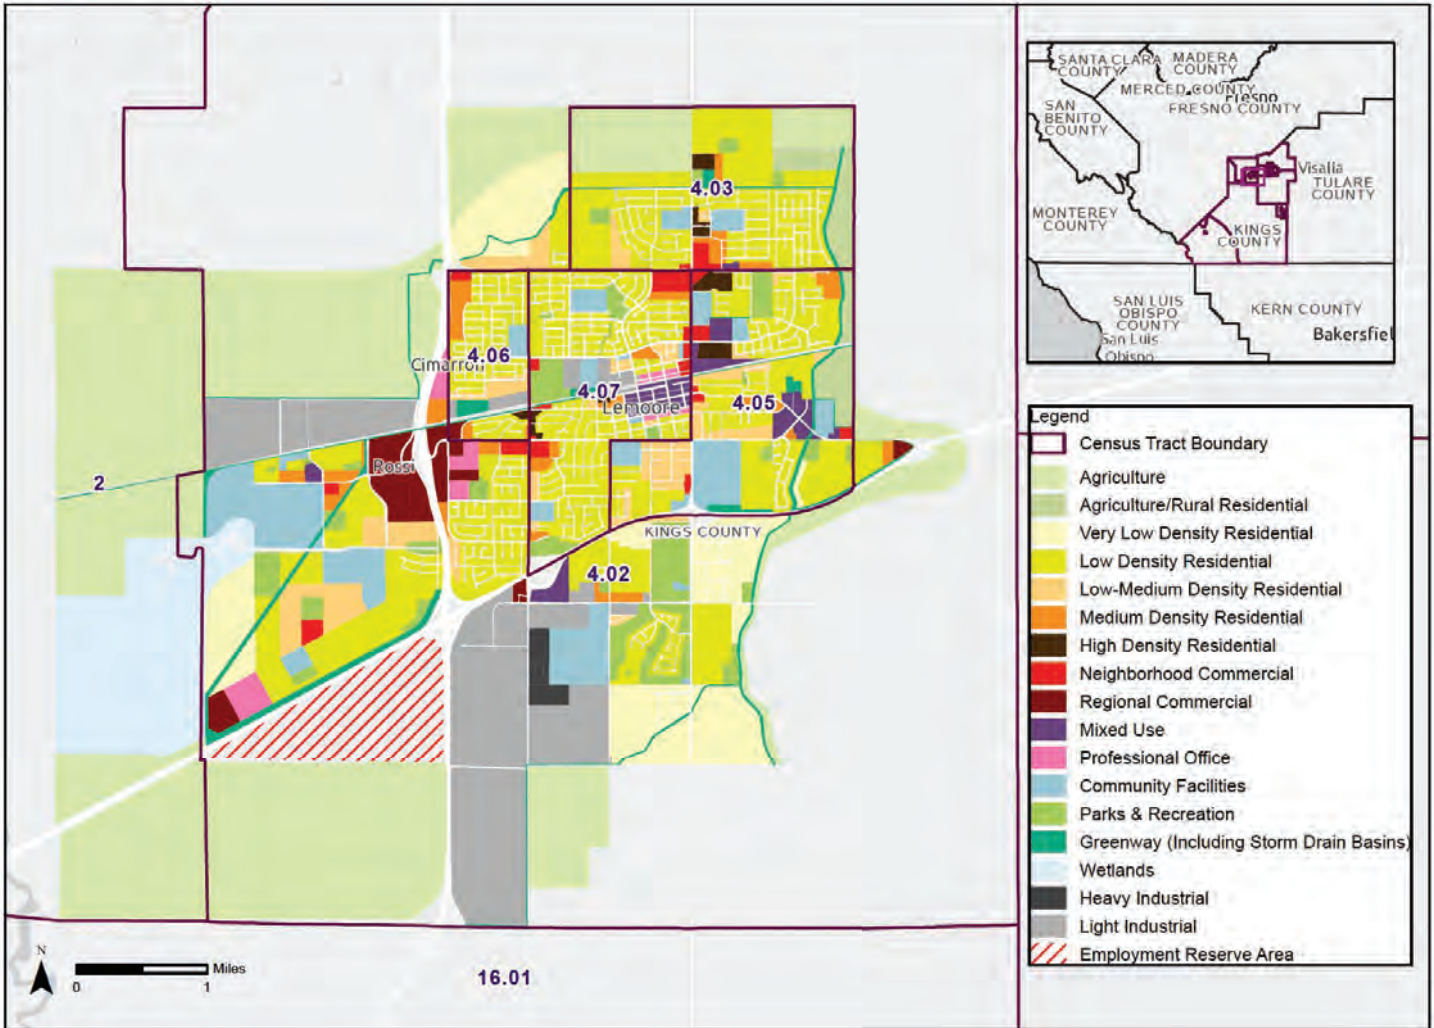 4.03
Cimarron
4.06
4.07
Lemoore
4.05
Rossi
2
KINGS COUNTY
4.02
16.01
N
Miles
0 1
SANTA CLARA
COUNTY
MADERA
COUNTY
MERCED COUNTY
Fresno
FRESNO COUNTY
SAN
BENITO
COUNTY
Visalia
TULARE
COUNTY
MONTEREY
COUNTY
KINGS
COUNTY
SAN LUIS
OBISPO
COUNTY
San Luis
Obispo
KERN COUNTY
Bakersfiel
Legend
Census Tract Boundary
Agriculture
Agriculture/Rural Residential
Very Low Density Residential
Low Density Residential
Low-Medium Density Residential
Medium Density Residential
High Density Residential
Neighborhood Commercial
Regional Commercial
Mixed Use
Professional Office
Community Facilities
Parks & Recreation
Greenway (Including Storm Drain Basins)
Wetlands
Heavy Industrial
Light Industrial
Employment Reserve Area